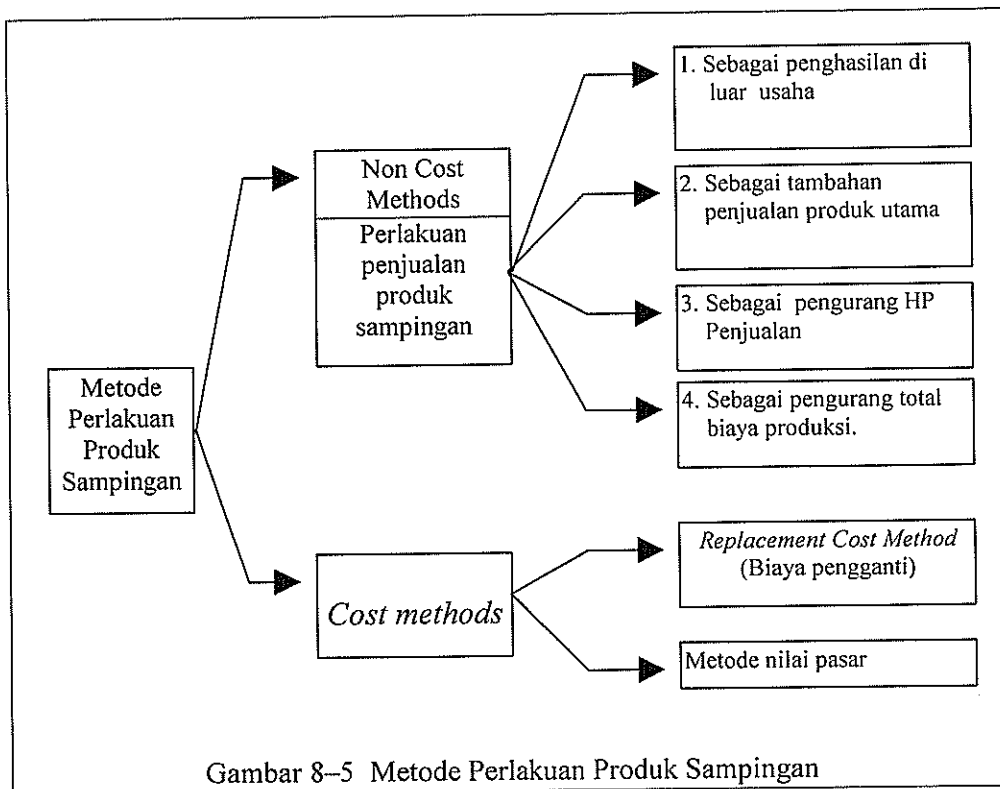 Metode
Perlakuan
Produk
Sampingan
Non Cost
Methods
Perlakuan
penjualan
produk
sampingan
1. Sebagai penghasilan di
luar usaha
2. Sebagai tambahan
penjualan produk utama
3. Sebagai pengurang HP
Penjualan
4. Sebagai pengurang total
biaya produksi.
Cost methods
Replacement Cost Method
(Biaya pengganti)
Metode nilai pasar
Gambar 8–5 Metode Perlakuan Produk Sampingan